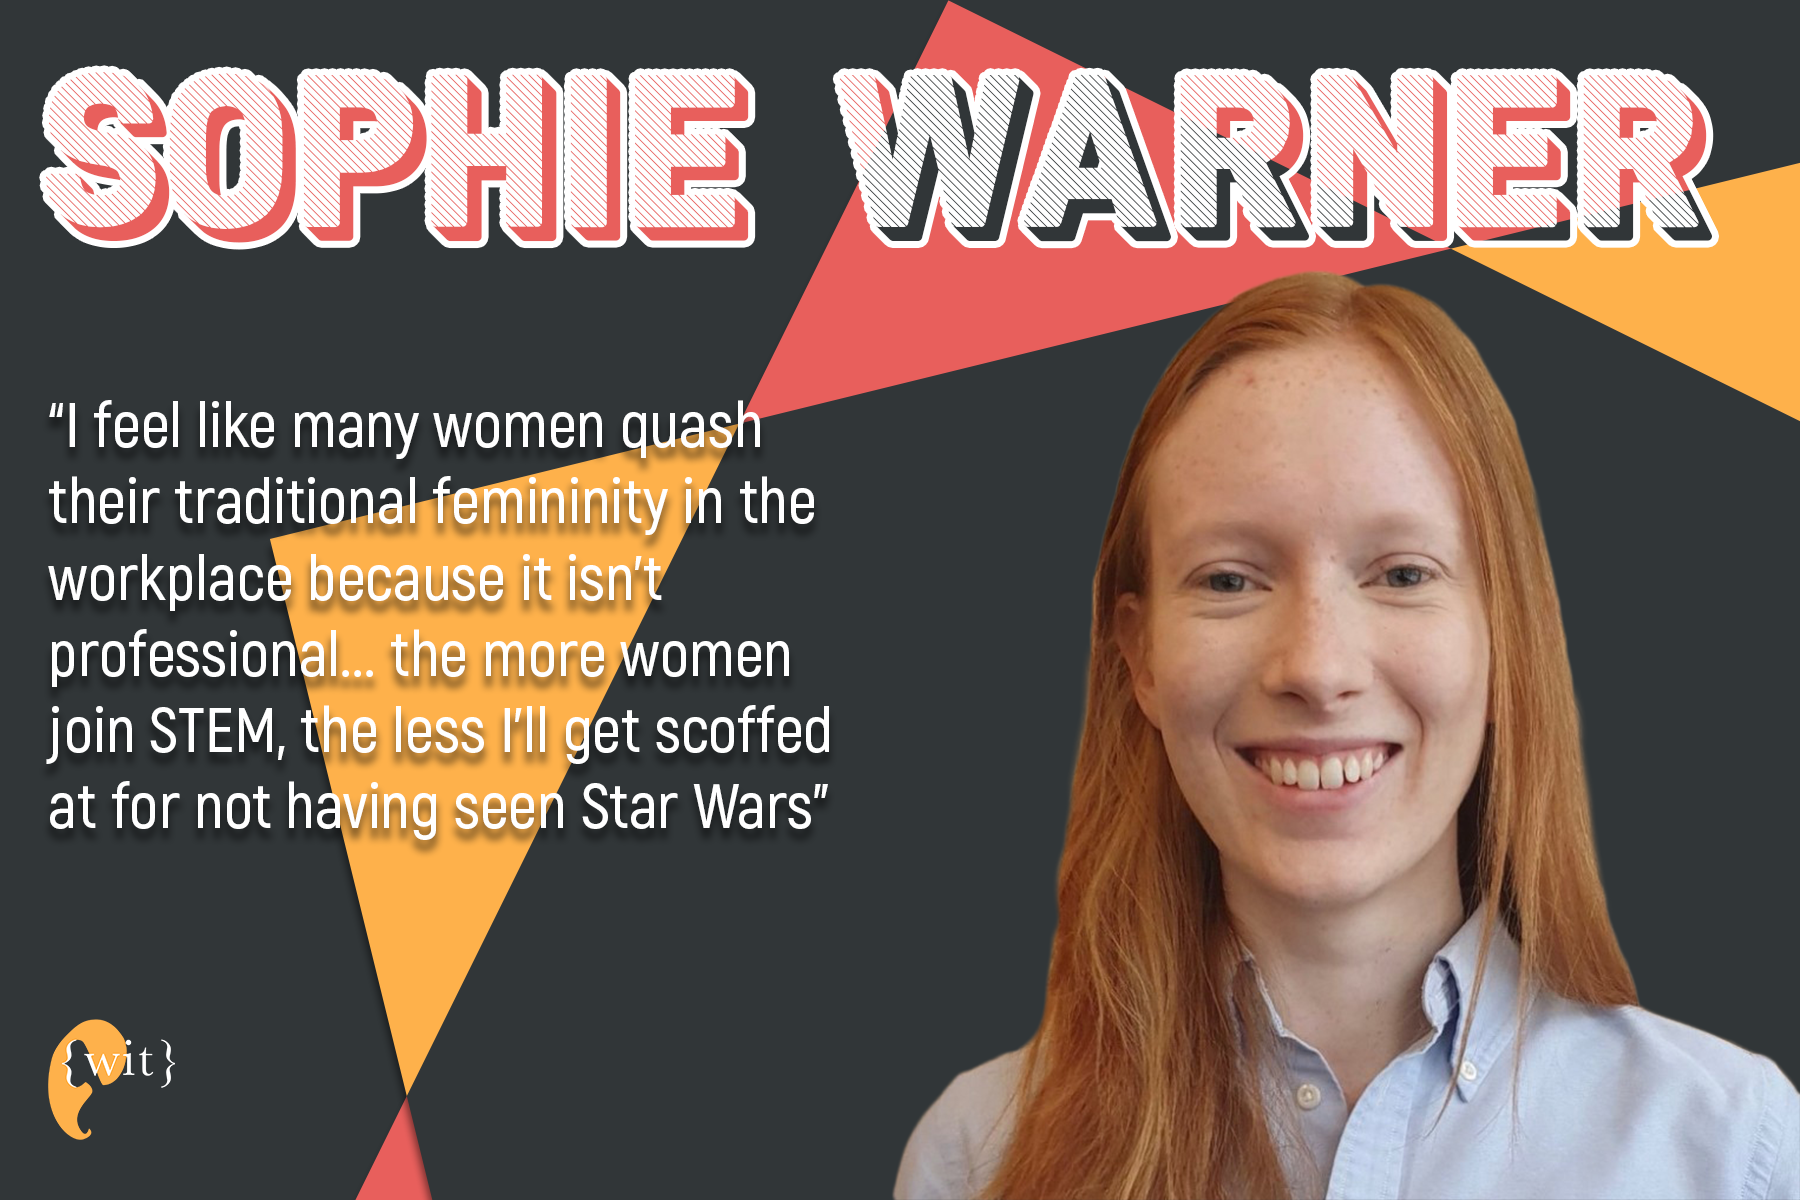 SOPHIE WARNER
“I feel like many women quash
their traditional femininity in the
workplace because it isn’t
professional... the more women
join STEM, the less I’ll get scoffed
at for not having seen Star Wars”
{wit}